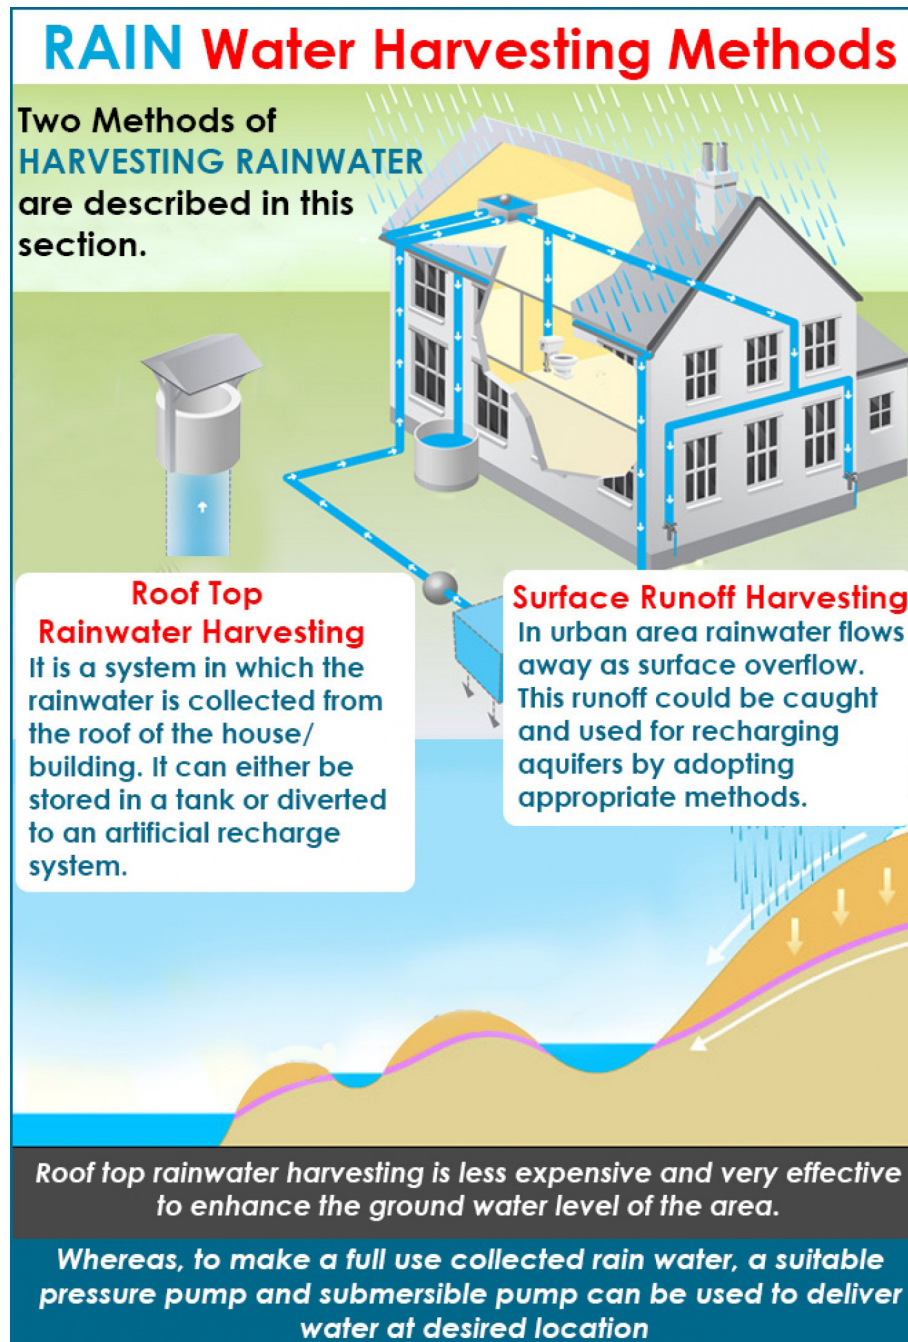 RAIN Water Harvesting Methods
Two Methods of
HARVESTING RAINWATER
are described in this
section.
Roof Top
Rainwater Harvesting
It is a system in which the
rainwater is collected from
the roof of the house/
building. It can either be
stored in a tank or diverted
to an artificial recharge
system.
Surface Runoff Harvesting
In urban area rainwater flows
away as surface overflow.
This runoff could be caught
and used for recharging
aquifers by adopting
appropriate methods.
Roof top rainwater harvesting is less expensive and very effective
to enhance the ground water level of the area.
Whereas, to make a full use collected rain water, a suitable
pressure pump and submersible pump can be used to deliver
water at desired location